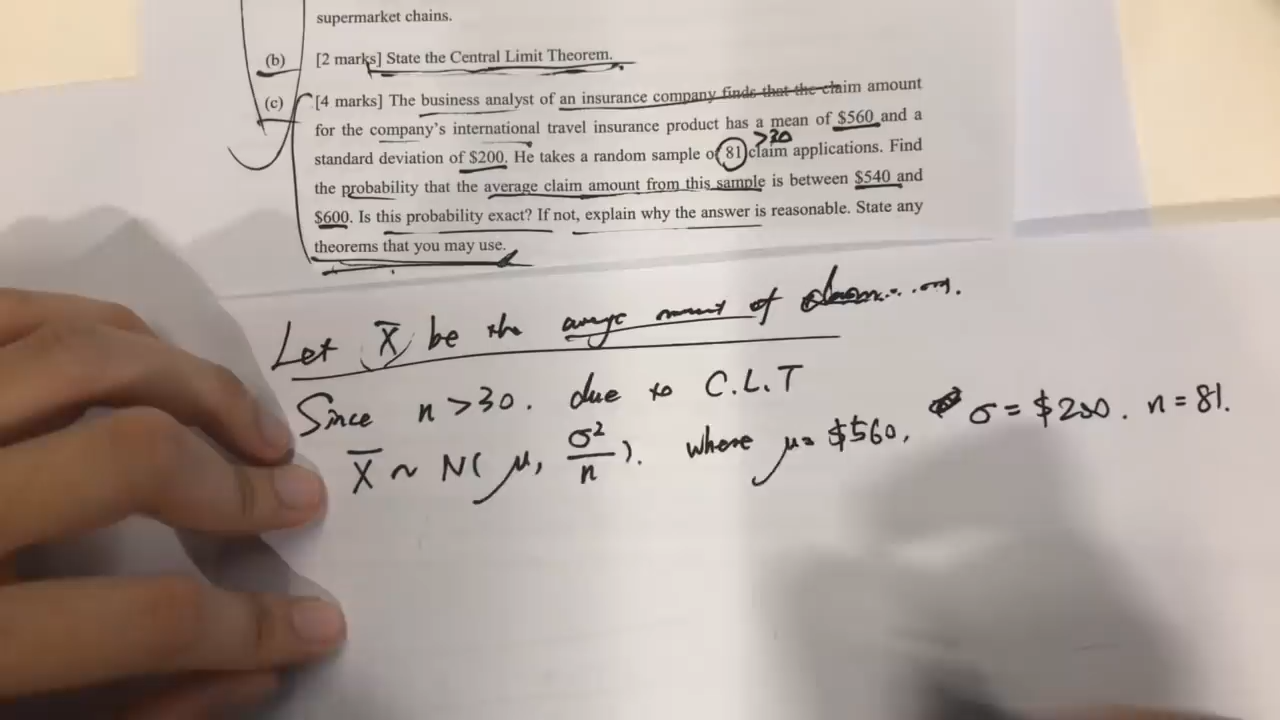 supermarket chains.
(b) [2 marks] State the Central Limit Theorem.
(c) [4 marks] The business analyst of an insurance company finds that the claim amount
for the company's international travel insurance product has a mean of $560 and a
>30
standard deviation of $200. He takes a random sample of 81 claim applications. Find
the probability that the average claim amount from this sample is between $540 and
$600. Is this probability exact? If not, explain why the answer is reasonable. State any
theorems that you may use.
Let X̄ be the of
Since n >30. due to C.L.T
X̄ ~ N( μ, σ²/n ). where μ= $560, σ = $200. n = 81.